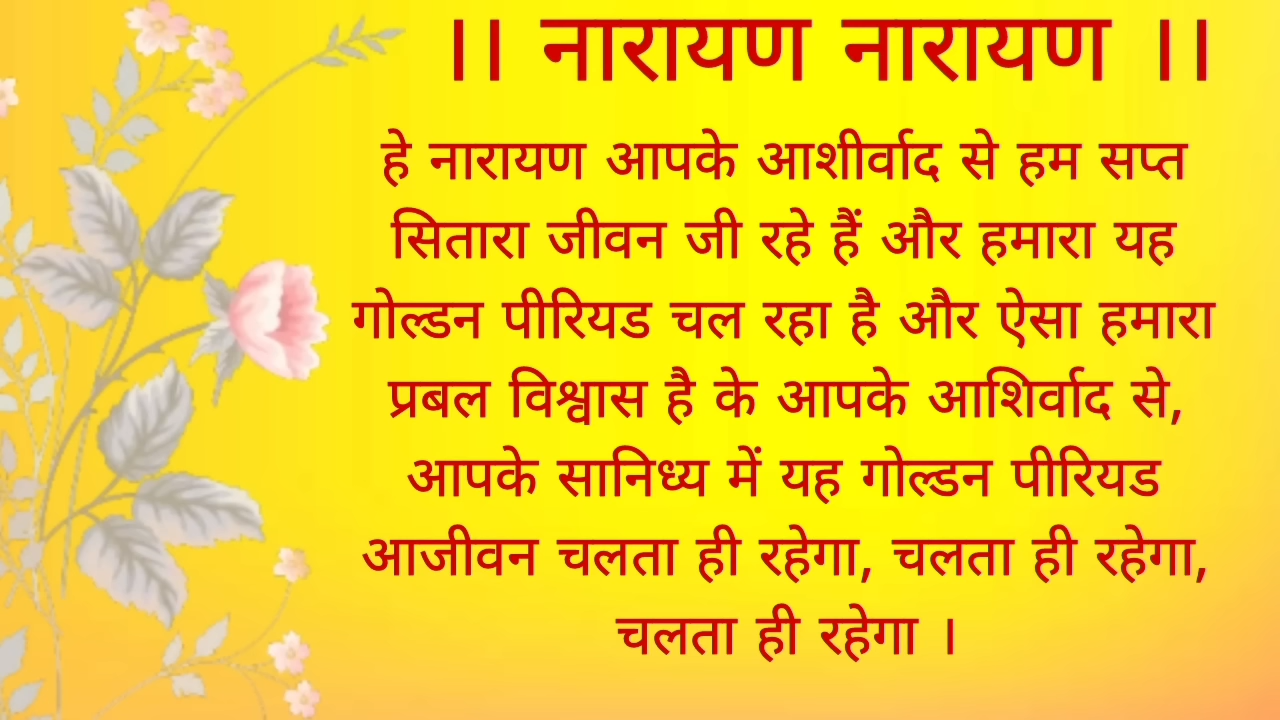 ।। नारायण नारायण ।।
हे नारायण आपके आशीर्वाद से हम सप्त
सितारा जीवन जी रहे हैं और हमारा यह
गोल्डन पीरियड चल रहा है और ऐसा हमारा
प्रबल विश्वास है के आपके आशिर्वाद से,
आपके सानिध्य में यह गोल्डन पीरियड
आजीवन चलता ही रहेगा, चलता ही रहेगा,
चलता ही रहेगा ।